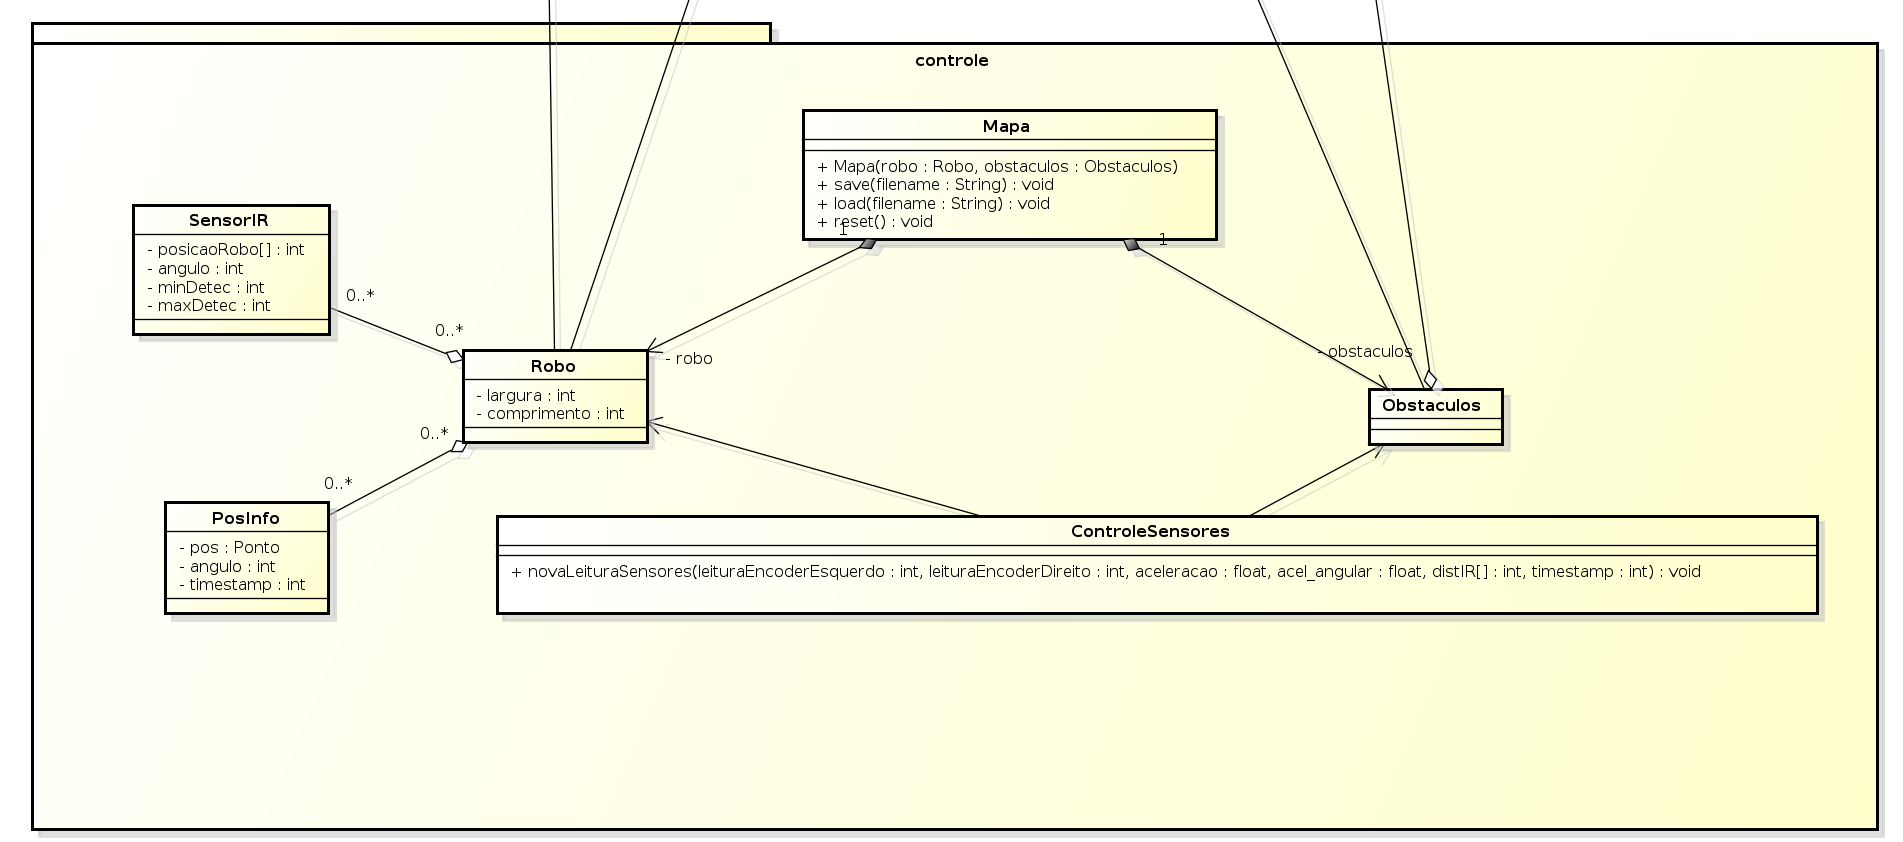 controle
Mapa
+ Mapa(robo : Robo, obstaculos : Obstaculos)
+ save(filename : String) : void
+ load(filename : String) : void
+ reset() : void
1
1
SensorIR
- posicaoRobo[] : int
- angulo : int
- minDetec : int
- maxDetec : int
0..*
0..*
Robo
- largura : int
- comprimento : int
- robo
- obstaculos
Obstaculos
0..*
0..*
PosInfo
- pos : Ponto
- angulo : int
- timestamp : int
ControleSensores
+ novaLeituraSensores(leituraEncoderEsquerdo : int, leituraEncoderDireito : int, aceleracao : float, acel_angular : float, distIR[] : int, timestamp : int) : void